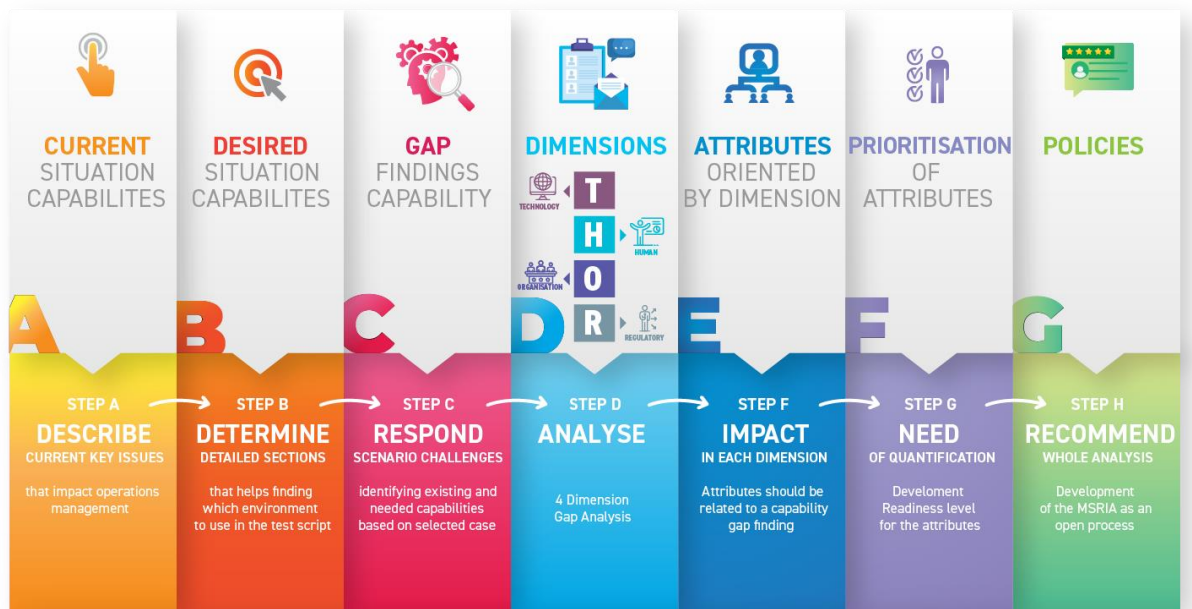 CURRENT
SITUATION
CAPABILITES
DESIRED
SITUATION
CAPABILITES
GAP
FINDINGS
CAPABILITY
DIMENSIONS
T
TECHNOLOGY
H
HUMAN
O
ORGANISATION
R
REGULATORY
ATTRIBUTES
ORIENTED
BY DIMENSION
PRIORITISATION
OF
ATTRIBUTES
POLICIES
A
B
C
D
E
F
G
STEP A
DESCRIBE
CURRENT KEY ISSUES
that impact operations
management
STEP B
DETERMINE
DETAILED SECTIONS
that helps finding
which environment
to use in the test script
STEP C
RESPOND
SCENARIO CHALLENGES
identifying existing and
needed capabilities
based on selected case
STEP D
ANALYSE
4 Dimension
Gap Analysis
STEP F
IMPACT
IN EACH DIMENSION
Attributes should be
related to a capability
gap finding
STEP G
NEED
OF QUANTIFICATION
Develoment
Readiness level
for the attributes
STEP H
RECOMMEND
WHOLE ANALYSIS
Development
of the MSRIA as an
open process